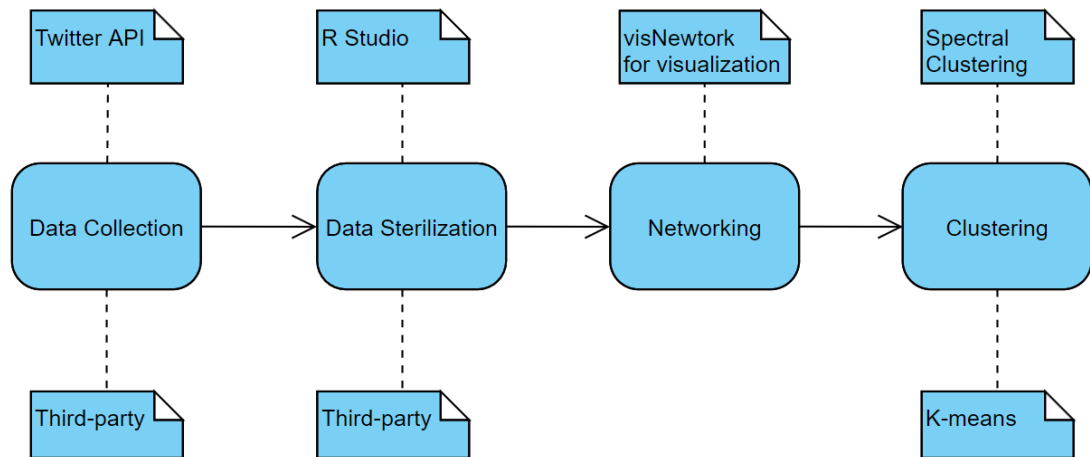 Twitter API
R Studio
visNewtork
for visualization
Spectral
Clustering
Data Collection
Data Sterilization
Networking
Clustering
Third-party
Third-party
K-means